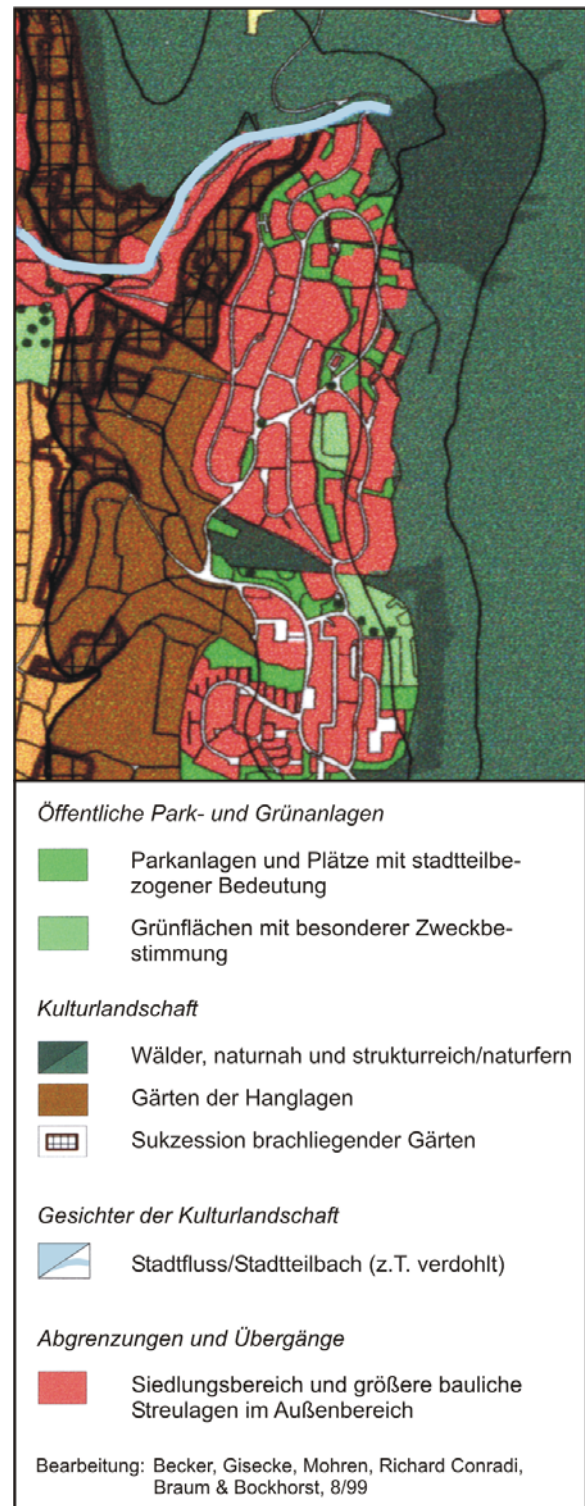 Öffentliche Park- und Grünanlagen
Parkanlagen und Plätze mit stadtteilbe-
zogener Bedeutung
Grünflächen mit besonderer Zweckbe-
stimmung
Kulturlandschaft
Wälder, naturnah und strukturreich/naturfern
Gärten der Hanglagen
Sukzession brachliegender Gärten
Gesichter der Kulturlandschaft
Stadtfluss/Stadtteilbach (z.T. verdohlt)
Abgrenzungen und Übergänge
Siedlungsbereich und größere bauliche
Streulagen im Außenbereich
Bearbeitung: Becker, Gisecke, Mohren, Richard Conradi,
Braum & Bockhorst, 8/99